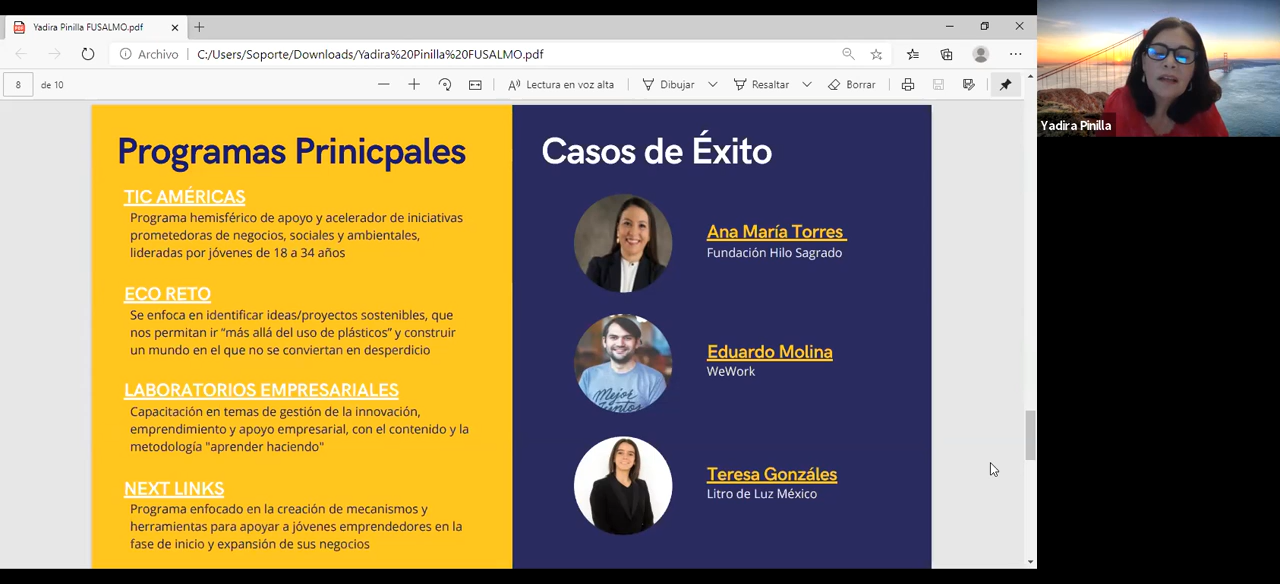 Yadira Pinilla FUSALMO.pdf
Archivo
C:/Users/Soporte/Downloads/Yadira%20Pinilla%20FUSALMO.pdf
8 de 10
Lectura en voz alta
Dibujar
Resaltar
Borrar
Yadira Pinilla
Programas Prinicpales
TIC AMÉRICAS
Programa hemisférico de apoyo y acelerador de iniciativas
prometedoras de negocios, sociales y ambientales,
lideradas por jóvenes de 18 a 34 años
ECO RETO
Se enfoca en identificar ideas/proyectos sostenibles, que
nos permitan ir “más allá del uso de plásticos” y construir
un mundo en el que no se conviertan en desperdicio
LABORATORIOS EMPRESARIALES
Capacitación en temas de gestión de la innovación,
emprendimiento y apoyo empresarial, con el contenido y la
metodología "aprender haciendo"
NEXT LINKS
Programa enfocado en la creación de mecanismos y
herramientas para apoyar a jóvenes emprendedores en la
fase de inicio y expansión de sus negocios
Casos de Éxito
Ana María Torres
Fundación Hilo Sagrado
Eduardo Molina
WeWork
Mejor
Juntos
Teresa Gonzáles
Litro de Luz México